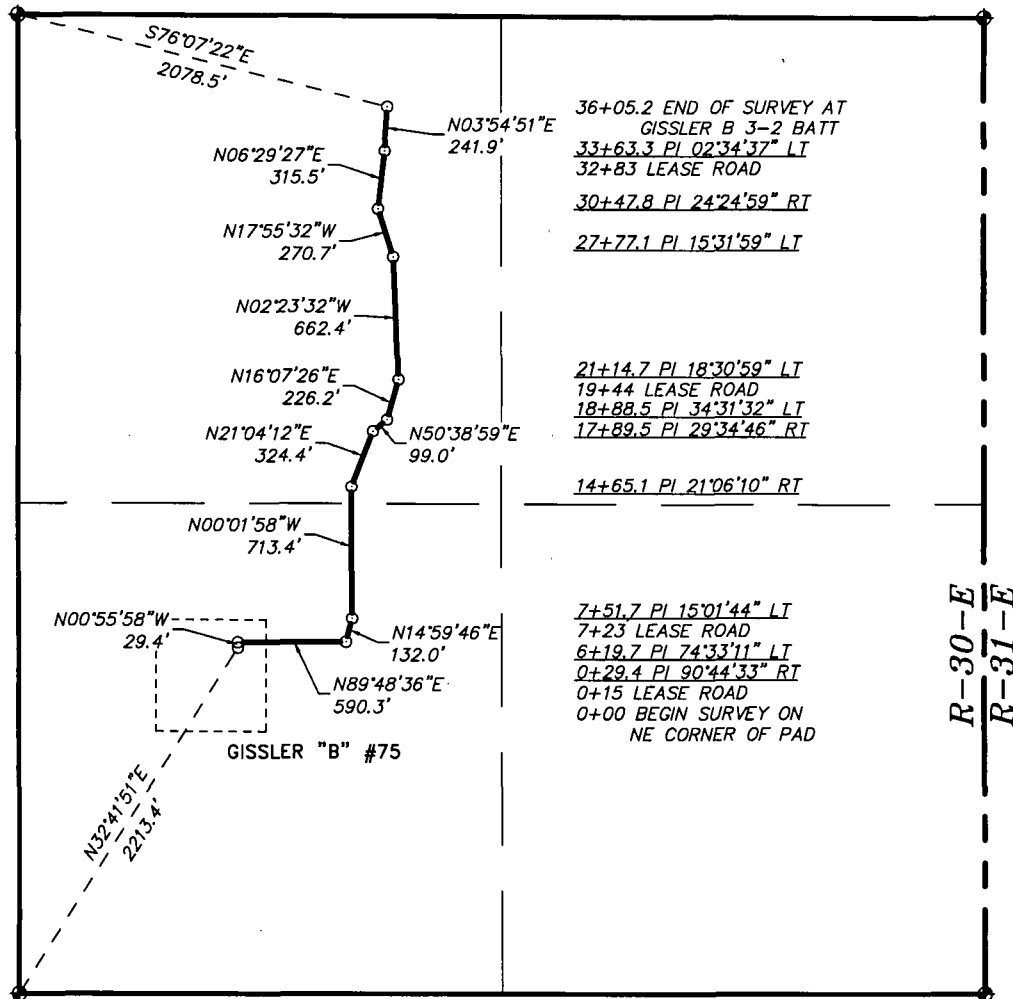 S76°07'22"E
2078.5'
N03°54'51"E
241.9'
N06°29'27"E
315.5'
N17°55'32"W
270.7'
N02°23'32"W
662.4'
N16°07'26"E
226.2'
N50°38'59"E
99.0'
N21°04'12"E
324.4'
N00°01'58"W
713.4'
N00°55'58"W
29.4'
N14°59'46"E
132.0'
N89°48'36"E
590.3'
GISSLER "B" #75
N32°41'51"E
2213.4'
36+05.2 END OF SURVEY AT
GISSLER B 3-2 BATT
33+63.3 PI 02°34'37" LT
32+83 LEASE ROAD
30+47.8 PI 24°24'59" RT
27+77.1 PI 15°31'59" LT
21+14.7 PI 18°30'59" LT
19+44 LEASE ROAD
18+88.5 PI 34°31'32" LT
17+89.5 PI 29°34'46" RT
14+65.1 PI 21°06'10" RT
7+51.7 PI 15°01'44" LT
7+23 LEASE ROAD
6+19.7 PI 74°33'11" LT
0+29.4 PI 90°44'33" RT
0+15 LEASE ROAD
0+00 BEGIN SURVEY ON
NE CORNER OF PAD
R-30-E
R-31-E